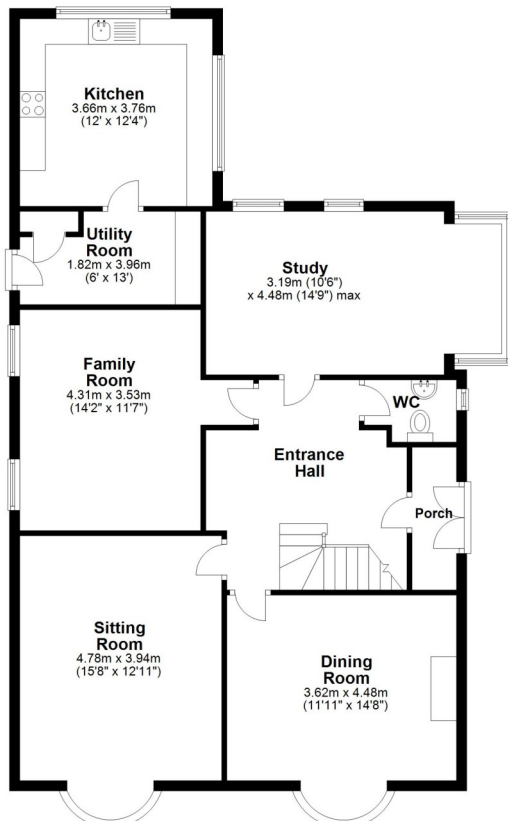 Kitchen
3.66m x 3.76m
(12' x 12'4")
Utility
Room
1.82m x 3.96m
(6' x 13')
Study
3.19m (10'6")
x 4.48m (14'9") max
Family
Room
4.31m x 3.53m
(14'2" x 11'7")
WC
Entrance
Hall
Porch
Sitting
Room
4.78m x 3.94m
(15'8" x 12'11")
Dining
Room
3.62m x 4.48m
(11'11" x 14'8")